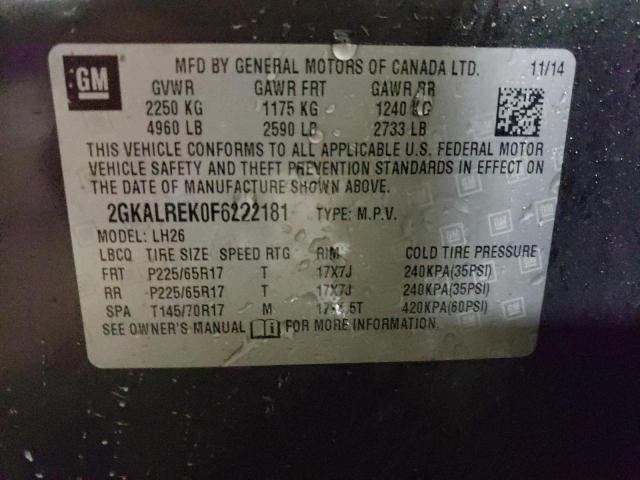 GM MFD BY GENERAL MOTORS OF CANADA LTD. 11/14
GVWR GAWR FRT GAWR RR
2250 KG 1175 KG 1240 KG
4960 LB 2590 LB 2733 LB
THIS VEHICLE CONFORMS TO ALL APPLICABLE U.S. FEDERAL MOTOR
VEHICLE SAFETY AND THEFT PREVENTION STANDARDS IN EFFECT ON
THE DATE OF MANUFACTURE SHOWN ABOVE.
2GKALREK0F6222181 TYPE: M.P.V.
MODEL: LH26
LBCQ TIRE SIZE SPEED RTG RIM COLD TIRE PRESSURE
FRT P225/65R17 T 17X7J 240KPA(35PSI)
RR P225/65R17 T 17X7J 240KPA(35PSI)
SPA T145/70R17 M 420KPA(60PSI)
SEE OWNER'S MANUAL FOR MORE INFORMATION.